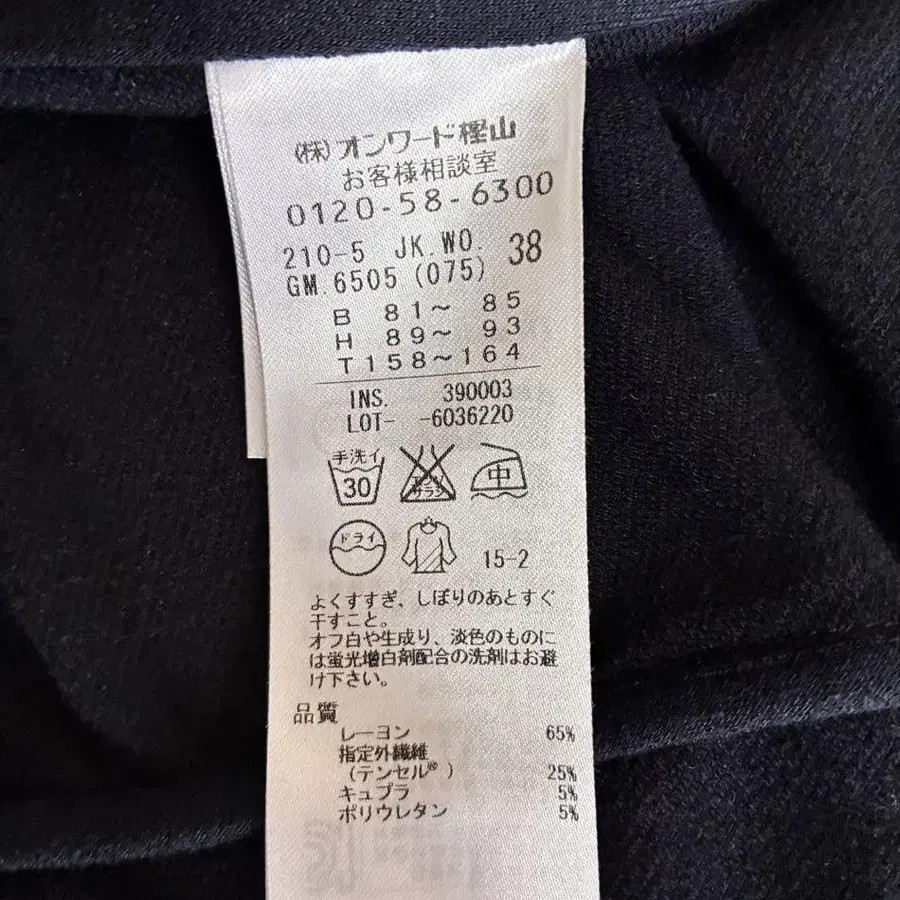 (株)オンワード樫山
お客様相談室
0120-58-6300
210-5 JK.WO. 38
GM.6505 (075)
B 81~ 85
H 89~ 93
T158~164
INS. 390003
LOT- -6036220
手洗イ
30
エンソ
サラシ
中
ドライ
15-2
よくすすぎ、しぼりのあとすぐ
干すこと。
オフ白や生成り、淡色のものに
は蛍光増白剤配合の洗剤はお避
け下さい。
品質
レーヨン 65%
指定外繊維
(テンセル®) 25%
キュプラ 5%
ポリウレタン 5%